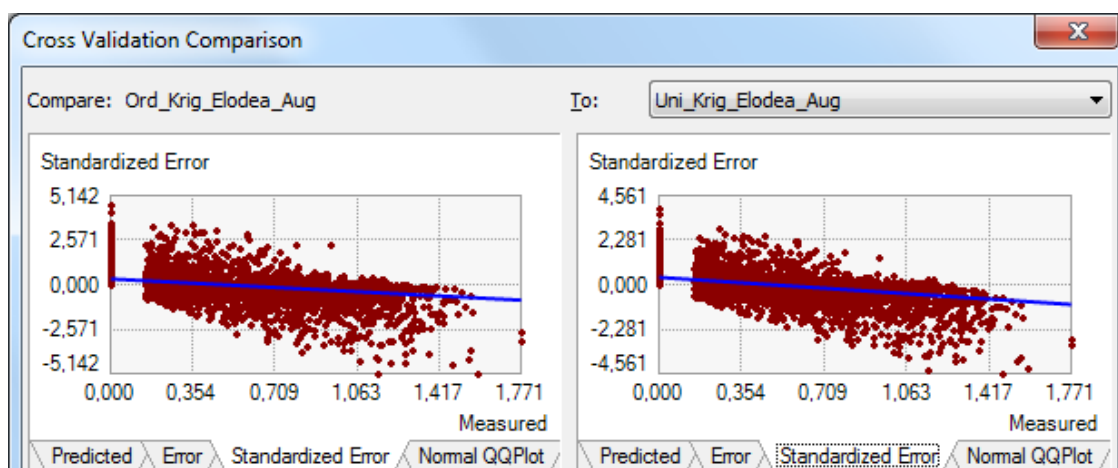 Cross Validation Comparison
Compare: Ord_Krig_Elodea_Aug
To: Uni_Krig_Elodea_Aug
Standardized Error
5,142
2,571
0,000
-2,571
-5,142
0,000 0,354 0,709 1,063 1,417 1,771
Measured
Predicted Error Standardized Error Normal QQPlot
Standardized Error
4,561
2,281
0,000
-2,281
-4,561
0,000 0,354 0,709 1,063 1,417 1,771
Measured
Predicted Error Standardized Error Normal QQPlot